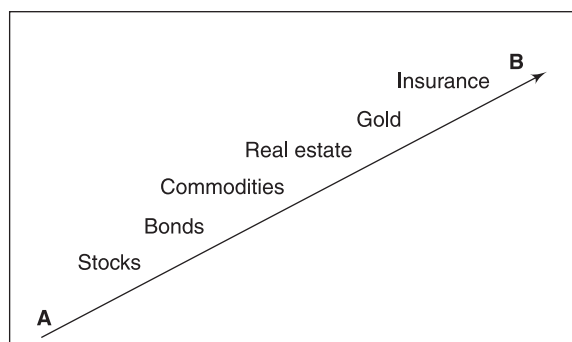 B
Insurance
Gold
Real estate
Commodities
Bonds
Stocks
A